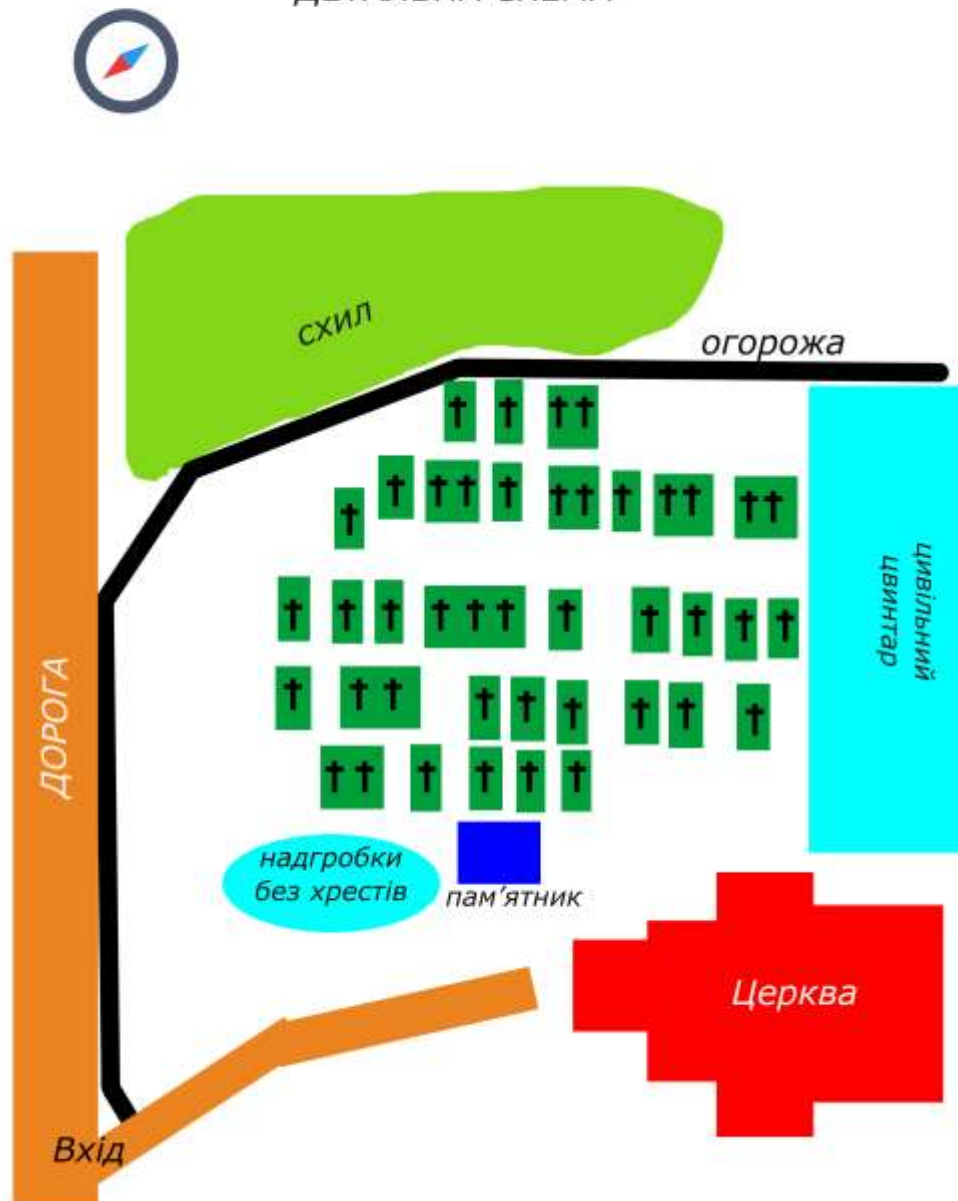 схил
огорожа
цивільний
цвинтар
ДОРОГА
надгробки
без хрестів
пам’ятник
Церква
Вхід